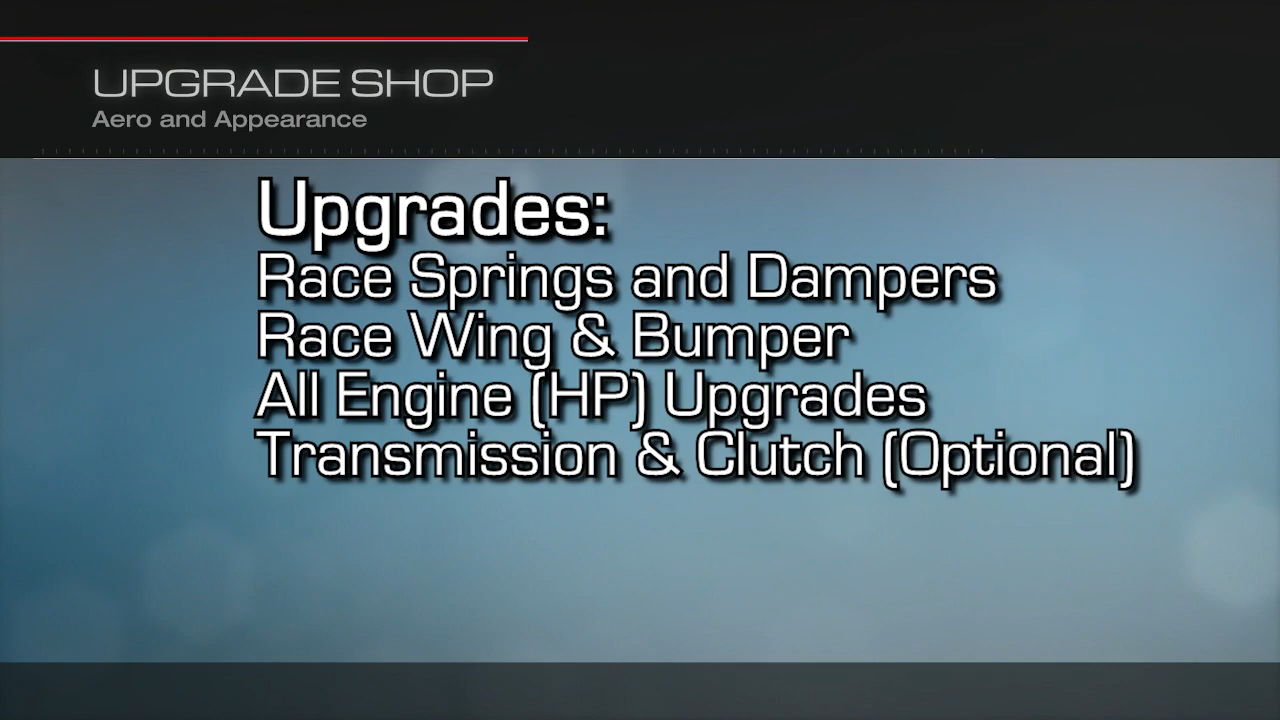 UPGRADE SHOP
Aero and Appearance
Upgrades:
Race Springs and Dampers
Race Wing & Bumper
All Engine (HP) Upgrades
Transmission & Clutch (Optional)